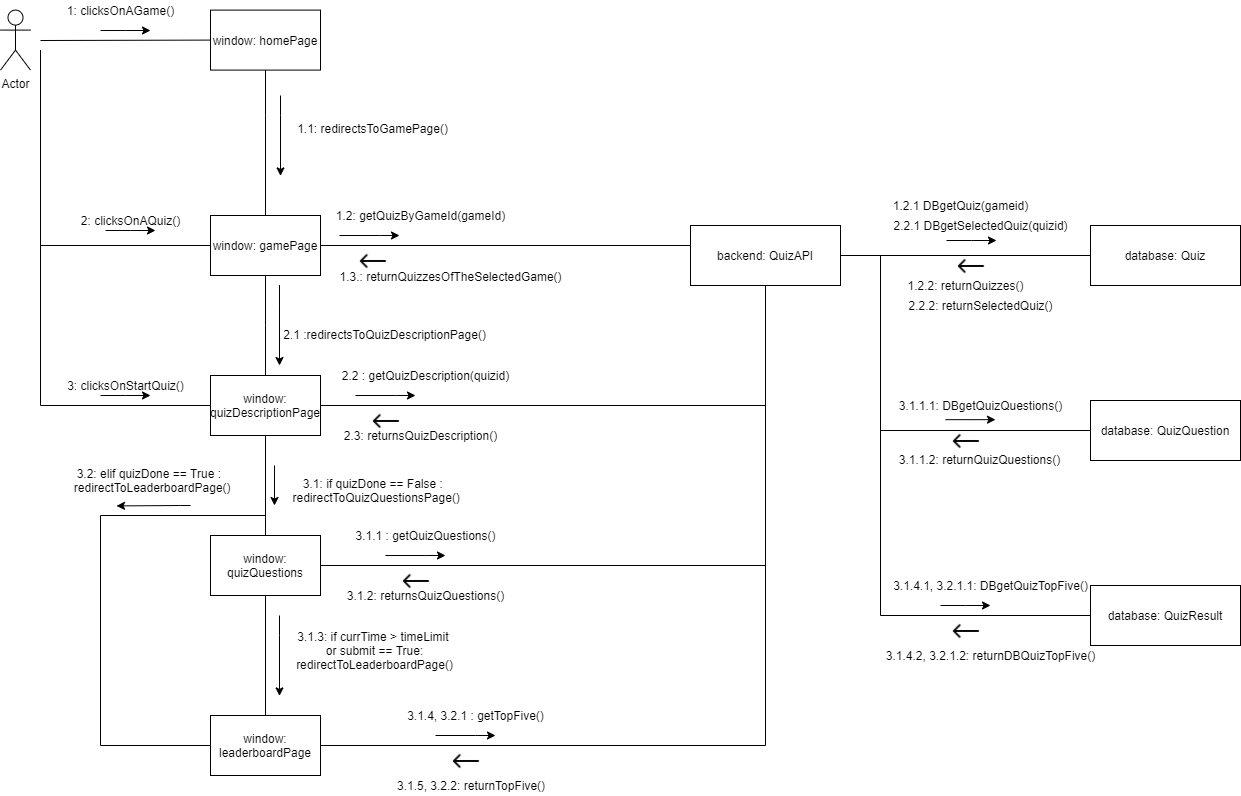 1: clicksOnAGame()
window: homePage
Actor
1.1: redirectsToGamePage()
2: clicksOnAQuiz()
window: gamePage
1.2: getQuizByGameId(gameId)
1.3.: returnQuizzesOfTheSelectedGame()
backend: QuizAPI
1.2.1 DBgetQuiz(gameid)
2.2.1 DBgetSelectedQuiz(quizid)
database: Quiz
1.2.2: returnQuizzes()
2.2.2: returnSelectedQuiz()
2.1 :redirectsToQuizDescriptionPage()
3: clicksOnStartQuiz()
window:
quizDescriptionPage
2.2 : getQuizDescription(quizid)
2.3: returnsQuizDescription()
3.1.1.1: DBgetQuizQuestions()
database: QuizQuestion
3.1.1.2: returnQuizQuestions()
3.2: elif quizDone == True :
redirectToLeaderboardPage()
3.1: if quizDone == False :
redirectToQuizQuestionsPage()
window:
quizQuestions
3.1.1 : getQuizQuestions()
3.1.2: returnsQuizQuestions()
3.1.4.1, 3.2.1.1: DBgetQuizTopFive()
database: QuizResult
3.1.4.2, 3.2.1.2: returnDBQuizTopFive()
3.1.3: if currTime > timeLimit
or submit == True:
redirectToLeaderboardPage()
window:
leaderboardPage
3.1.4, 3.2.1 : getTopFive()
3.1.5, 3.2.2: returnTopFive()